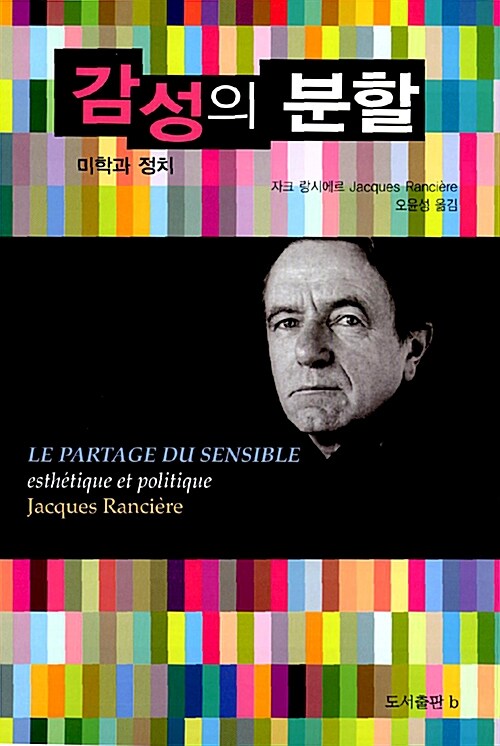 감성의 분할
미학과 정치
자크 랑시에르 Jacques Rancière
오윤성 옮김
LE PARTAGE DU SENSIBLE
esthétique et politique
Jacques Rancière
도서출판 b